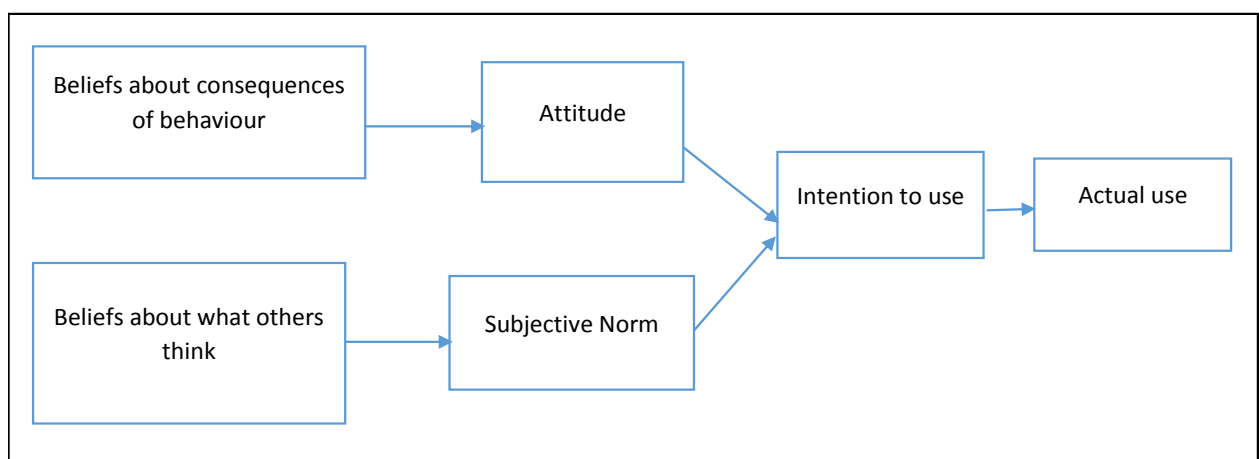 Beliefs about consequences
of behaviour
Attitude
Intention to use
Actual use
Beliefs about what others
think
Subjective Norm